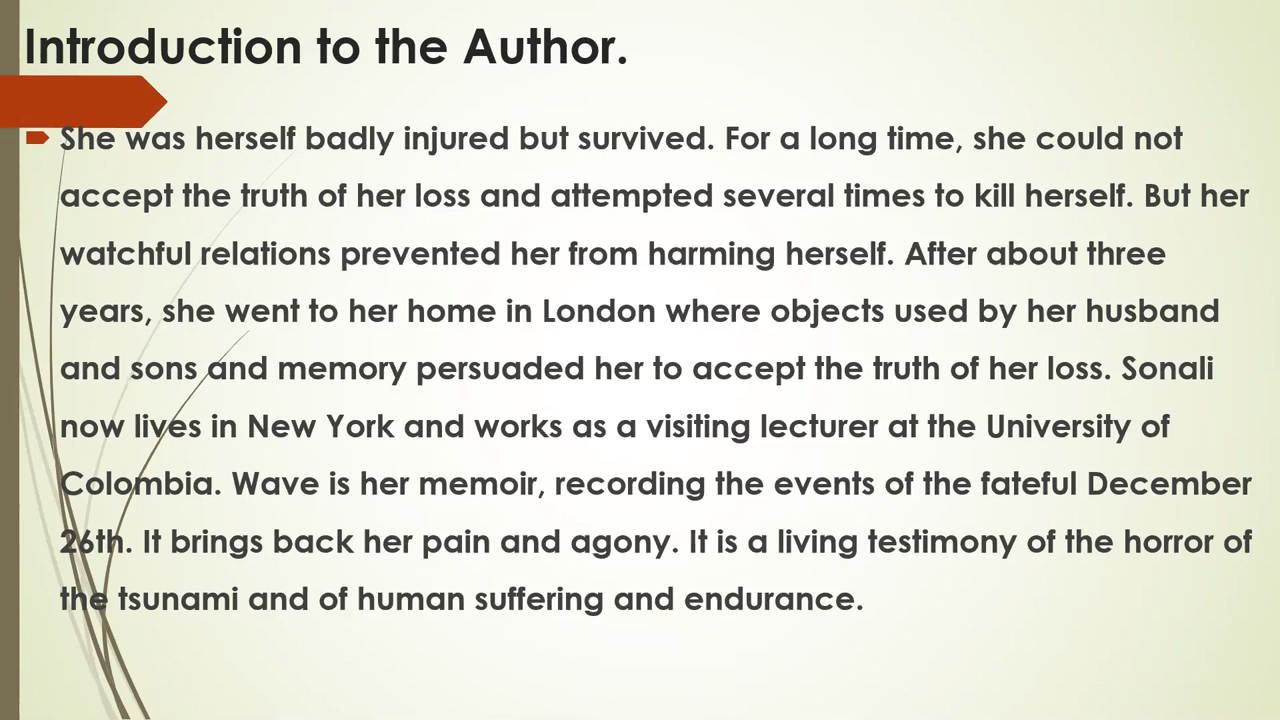 Introduction to the Author.
She was herself badly injured but survived. For a long time, she could not
accept the truth of her loss and attempted several times to kill herself. But her
watchful relations prevented her from harming herself. After about three
years, she went to her home in London where objects used by her husband
and sons and memory persuaded her to accept the truth of her loss. Sonali
now lives in New York and works as a visiting lecturer at the University of
Colombia. Wave is her memoir, recording the events of the fateful December
26th. It brings back her pain and agony. It is a living testimony of the horror of
the tsunami and of human suffering and endurance.